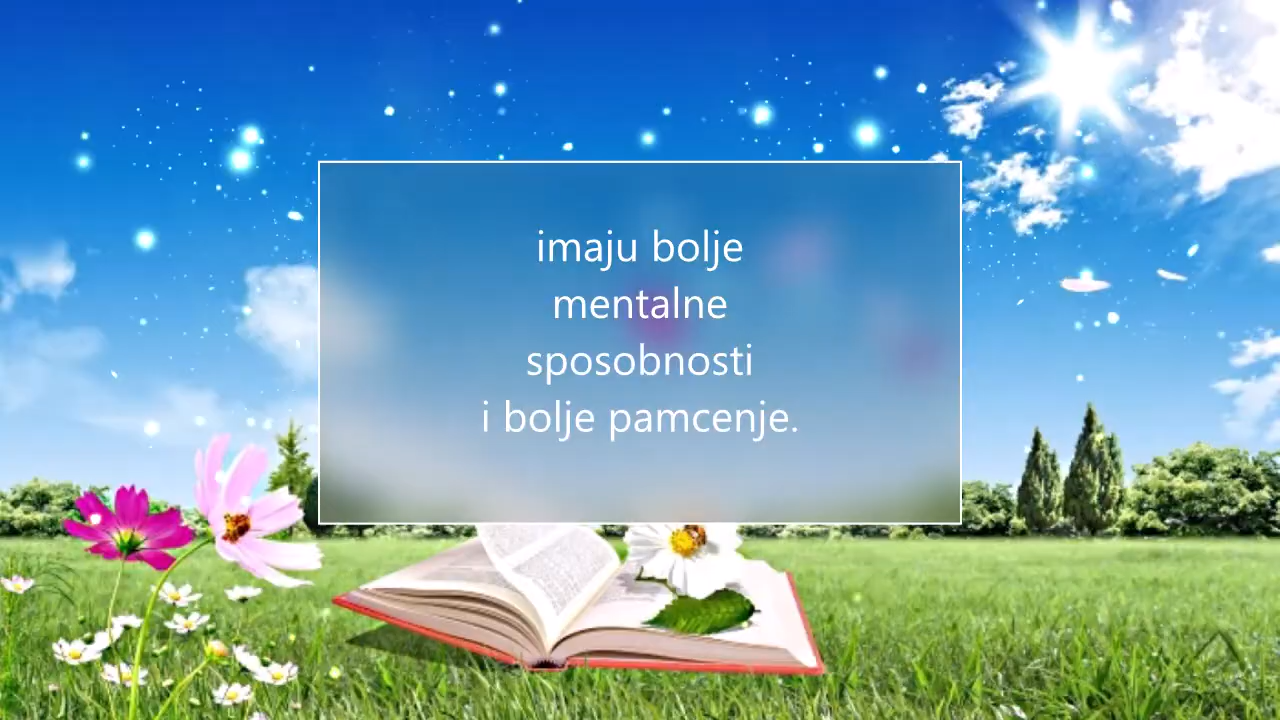 imaju bolje
mentalne
sposobnosti
i bolje pamcenje.